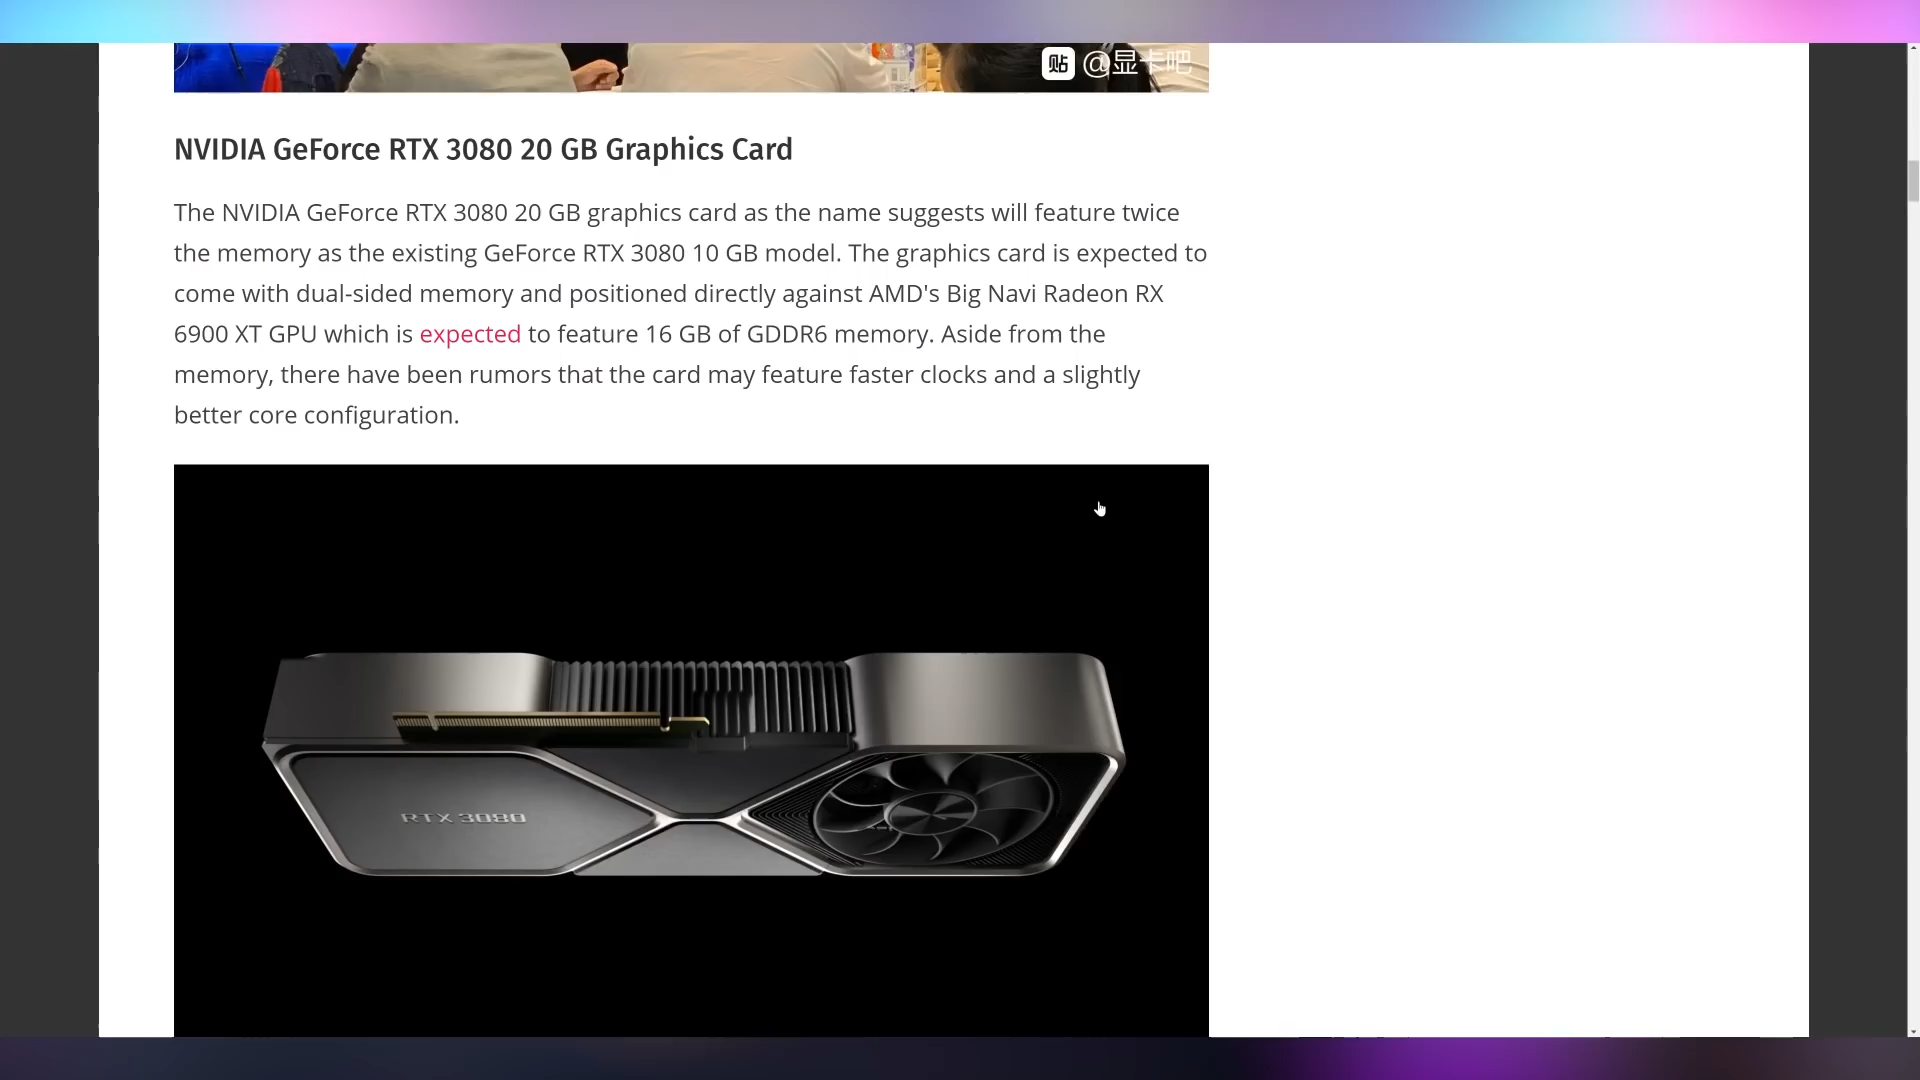 贴 @显卡吧
NVIDIA GeForce RTX 3080 20 GB Graphics Card
The NVIDIA GeForce RTX 3080 20 GB graphics card as the name suggests will feature twice
the memory as the existing GeForce RTX 3080 10 GB model. The graphics card is expected to
come with dual-sided memory and positioned directly against AMD's Big Navi Radeon RX
6900 XT GPU which is expected to feature 16 GB of GDDR6 memory. Aside from the
memory, there have been rumors that the card may feature faster clocks and a slightly
better core configuration.
RTX 3080